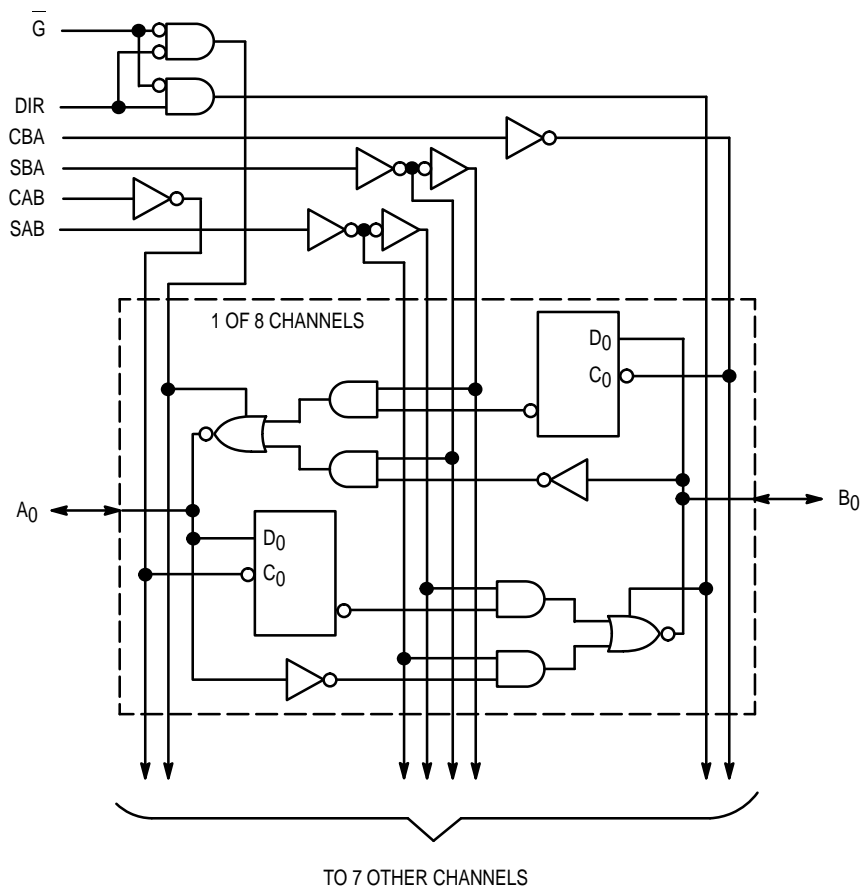 G̅
DIR
CBA
SBA
CAB
SAB
1 OF 8 CHANNELS
D0
C0
A0
B0
D0
C0
TO 7 OTHER CHANNELS